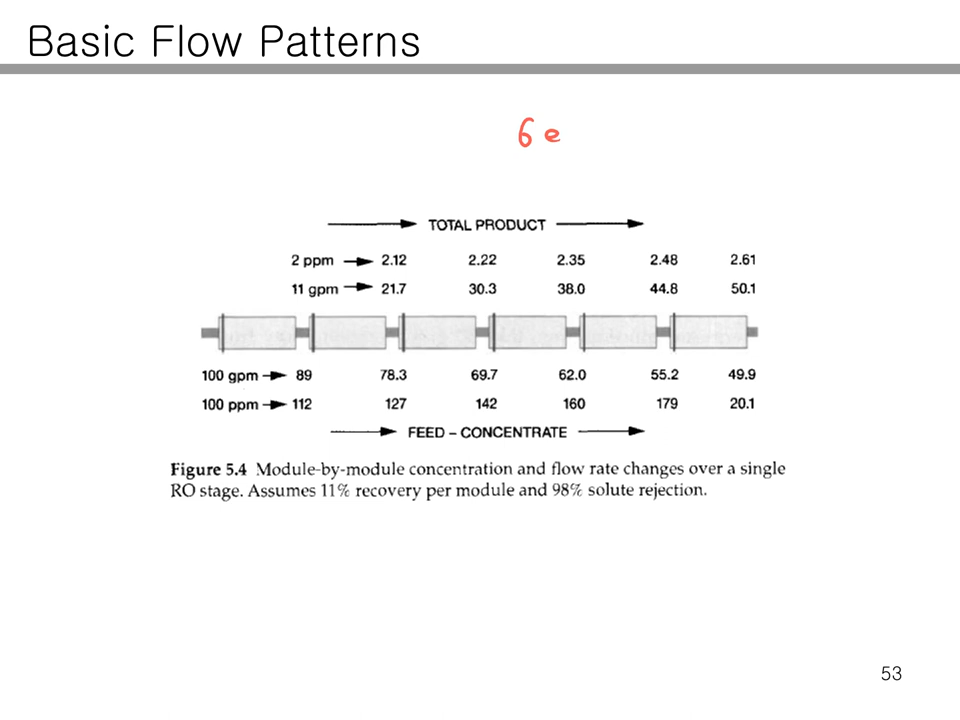 Basic Flow Patterns
6 e
TOTAL PRODUCT
2 ppm 2.12 2.22 2.35 2.48 2.61
11 gpm 21.7 30.3 38.0 44.8 50.1
100 gpm 89 78.3 69.7 62.0 55.2 49.9
100 ppm 112 127 142 160 179 20.1
FEED – CONCENTRATE
Figure 5.4 Module-by-module concentration and flow rate changes over a single
RO stage. Assumes 11% recovery per module and 98% solute rejection.
53